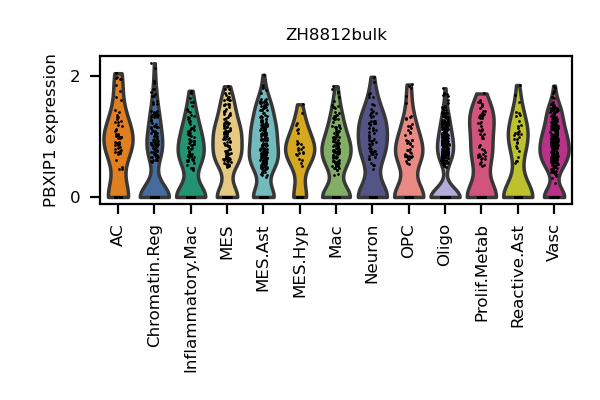 ZH8812bulk
PBXIP1 expression
2
0
AC
Chromatin.Reg
Inflammatory.Mac
MES
MES.Ast
MES.Hyp
Mac
Neuron
OPC
Oligo
Prolif.Metab
Reactive.Ast
Vasc